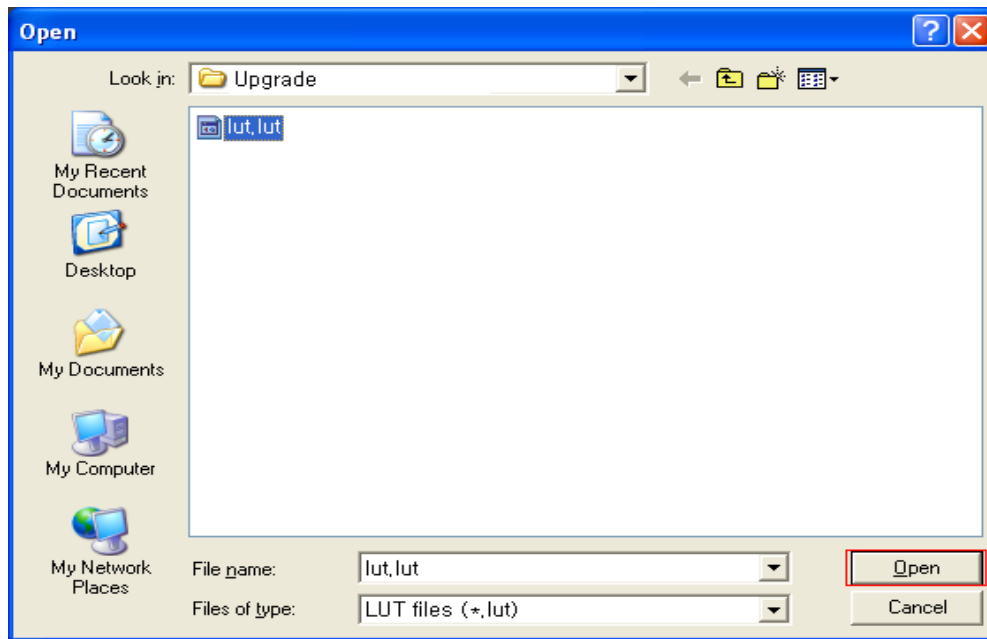 Open
Look in:
Upgrade
lut,lut
My Recent
Documents
Desktop
My Documents
My Computer
My Network
Places
File name:
lut,lut
Open
Files of type:
LUT files (*,lut)
Cancel